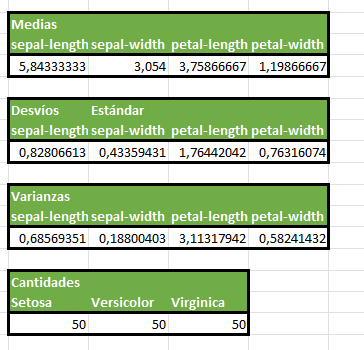 Medias
sepal-length sepal-width petal-length petal-width
5,84333333 3,054 3,75866667 1,19866667
Desvíos Estándar
sepal-length sepal-width petal-length petal-width
0,82806613 0,43359431 1,76442042 0,76316074
Varianzas
sepal-length sepal-width petal-length petal-width
0,68569351 0,18800403 3,11317942 0,58241432
Cantidades
Setosa Versicolor Virginica
50 50 50